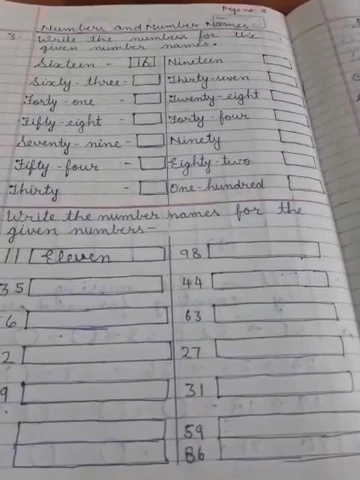 Page no. 9
Numbers and Number Names:-
3. Write the numbers for the
given number names.
Sixteen - 16 Nineteen
Sixty-three - Thirty-seven
Forty-one - Twenty-eight
Fifty-eight - Forty-four
Seventy-nine - Ninety
Fifty-four - Eighty-two
Thirty - One-hundred
Write the number names for the
given numbers-
11 Eleven 98
35 44
6 63
2 27
9 31
59
86